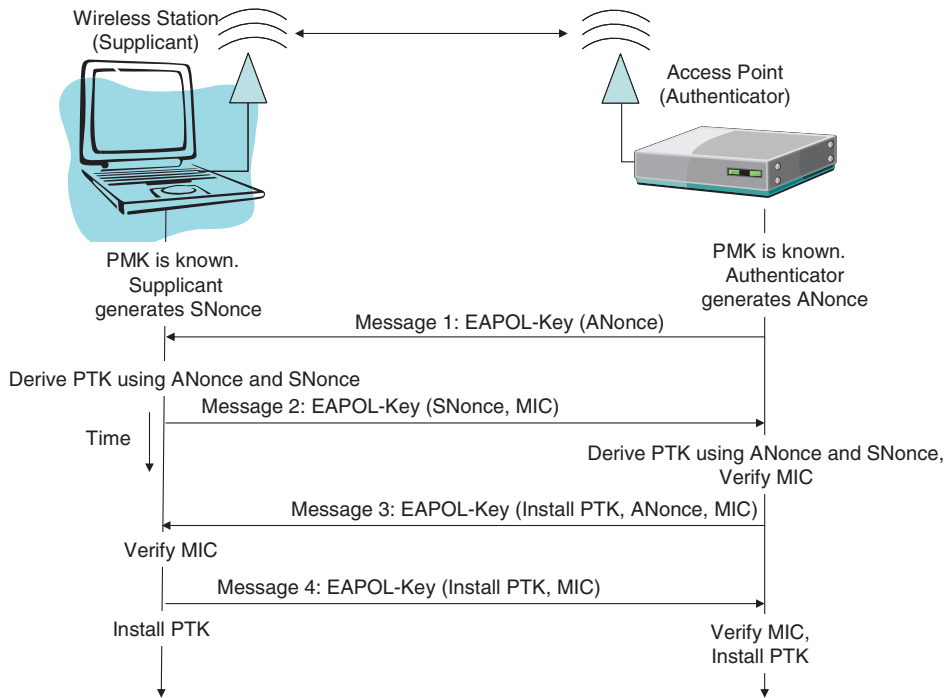 Wireless Station
(Supplicant)
Access Point
(Authenticator)
PMK is known.
Supplicant
generates SNonce
PMK is known.
Authenticator
generates ANonce
Message 1: EAPOL-Key (ANonce)
Derive PTK using ANonce and SNonce
Message 2: EAPOL-Key (SNonce, MIC)
Time
Derive PTK using ANonce and SNonce,
Verify MIC
Message 3: EAPOL-Key (Install PTK, ANonce, MIC)
Verify MIC
Message 4: EAPOL-Key (Install PTK, MIC)
Install PTK
Verify MIC,
Install PTK